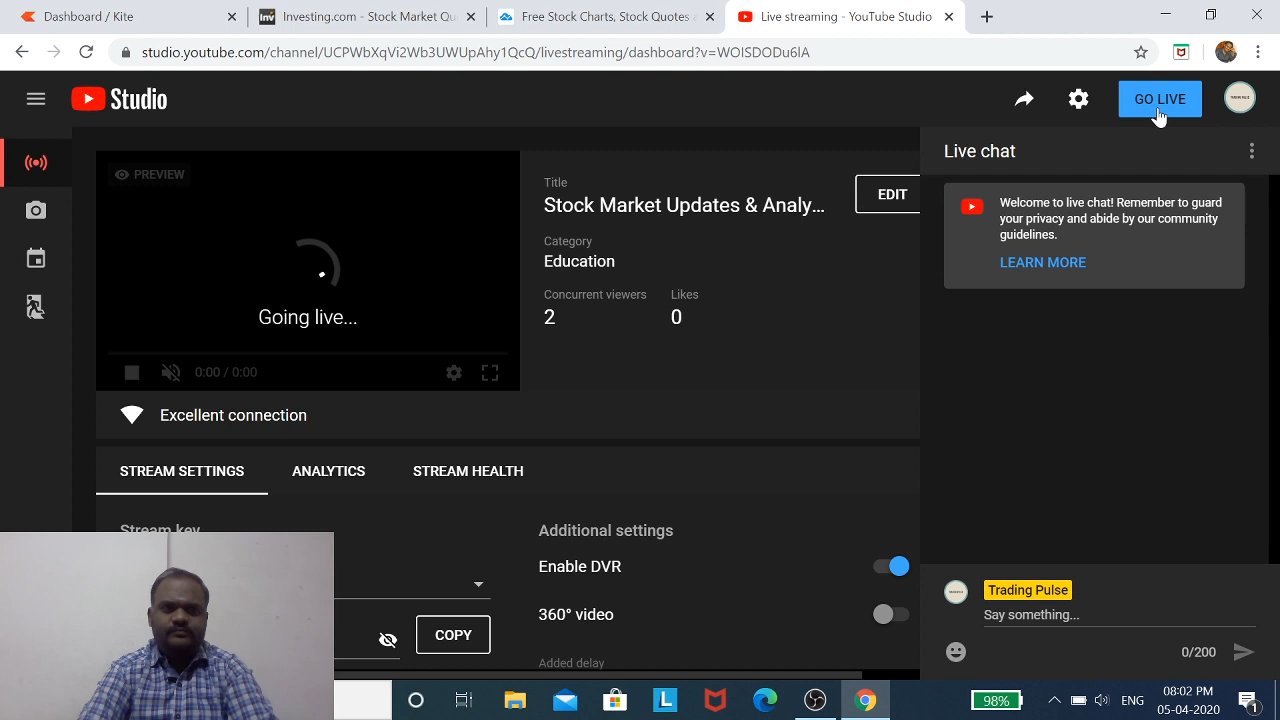 Dashboard / Kite
Investing.com - Stock Market Qu
Free Stock Charts, Stock Quotes
Live streaming - YouTube Studio
studio.youtube.com/channel/UCPWbXqVi2Wb3UWUpAhy1QcQ/livestreaming/dashboard?v=WOISDODu6IA
Studio
GO LIVE
PREVIEW
Going live...
0:00 / 0:00
Title
Stock Market Updates & Analy...
EDIT
Category
Education
Concurrent viewers
Likes
2
0
Excellent connection
STREAM SETTINGS
ANALYTICS
STREAM HEALTH
Stream key
COPY
Additional settings
Enable DVR
360° video
Added delay
Live chat
Welcome to live chat! Remember to guard
your privacy and abide by our community
guidelines.
LEARN MORE
Trading Pulse
Say something...
0/200
L
98%
ENG
08:02 PM
05-04-2020
1